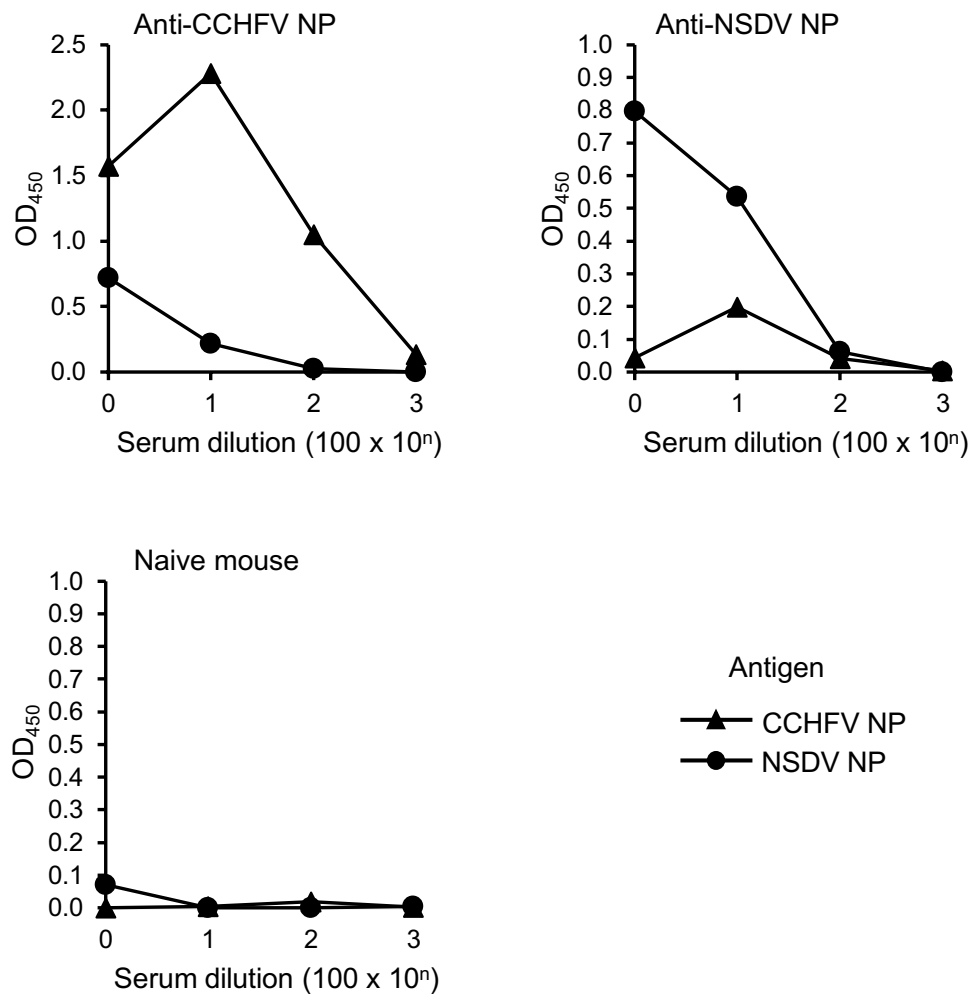 Anti-CCHFV NP
2.5
2.0
1.5
1.0
0.5
0.0
OD₄₅₀
0 1 2 3
Serum dilution (100 x 10ⁿ)
Anti-NSDV NP
1.0
0.9
0.8
0.7
0.6
0.5
0.4
0.3
0.2
0.1
0.0
OD₄₅₀
0 1 2 3
Serum dilution (100 x 10ⁿ)
Naive mouse
1.0
0.9
0.8
0.7
0.6
0.5
0.4
0.3
0.2
0.1
0.0
OD₄₅₀
0 1 2 3
Serum dilution (100 x 10ⁿ)
Antigen
CCHFV NP
NSDV NP